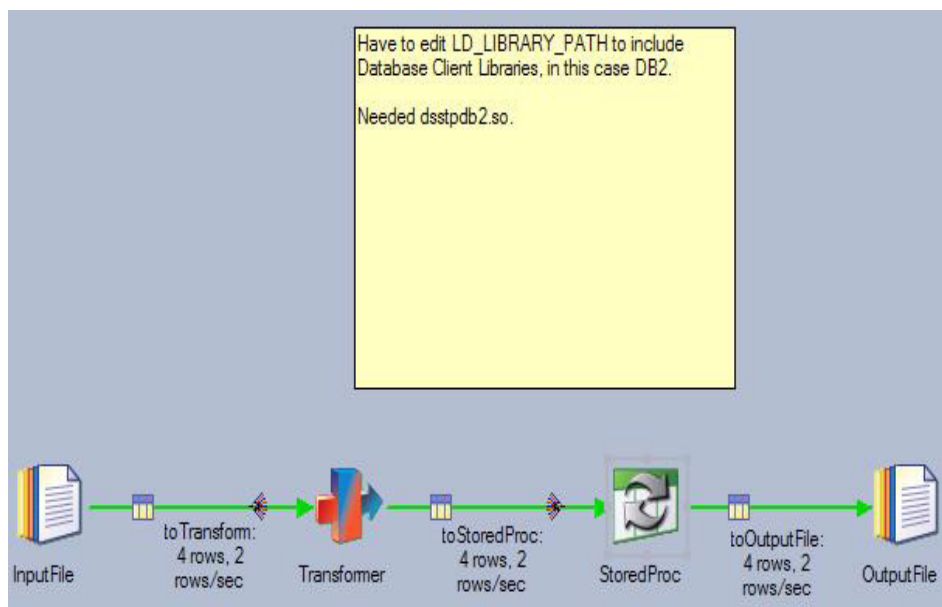 Have to edit LD_LIBRARY_PATH to include
Database Client Libraries, in this case DB2.
Needed dsstpdb2.so.
toTransform:
4 rows, 2
rows/sec
toStoredProc:
4 rows, 2
rows/sec
toOutputFile:
4 rows, 2
rows/sec
InputFile
Transformer
StoredProc
OutputFile